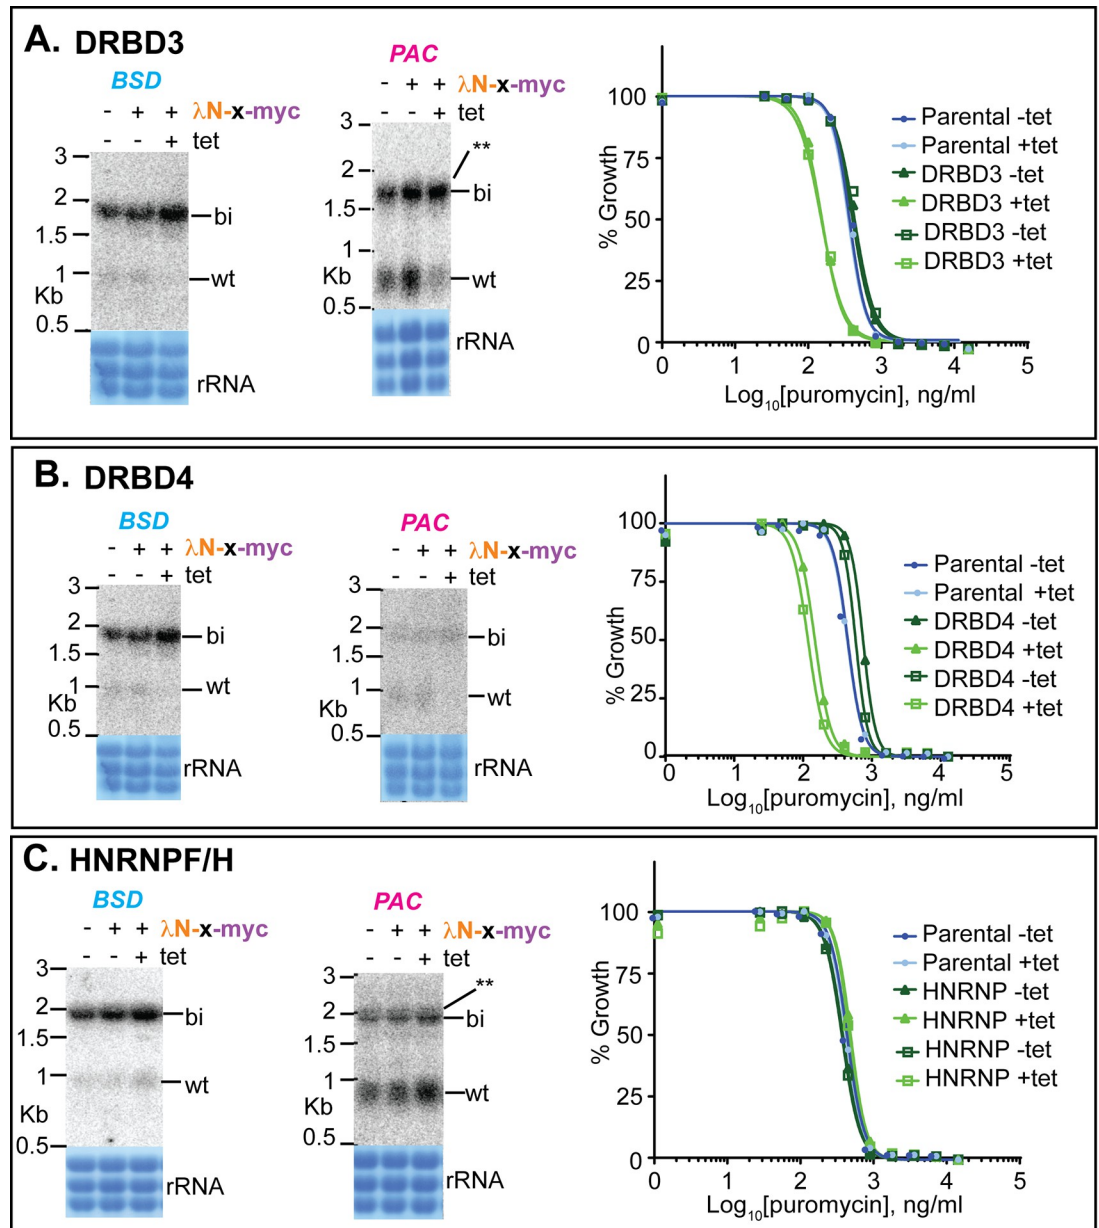 A. DRBD3
BSD
- + + λN-x-myc
- - + tet
3
2
1.5
1
Kb
0.5
bi
wt
rRNA
PAC
- + + λN-x-myc
- - + tet
3
2
1.5
1
Kb
0.5
**
bi
wt
rRNA
% Growth
100
75
50
25
0
0 1 2 3 4 5
Log10[puromycin], ng/ml
Parental -tet
Parental +tet
DRBD3 -tet
DRBD3 +tet
DRBD3 -tet
DRBD3 +tet
B. DRBD4
BSD
- + + λN-x-myc
- - + tet
3
2
1.5
1
Kb
0.5
bi
wt
rRNA
PAC
- + + λN-x-myc
- - + tet
3
2
1.5
1
Kb
0.5
bi
wt
rRNA
% Growth
100
75
50
25
0
0 1 2 3 4 5
Log10[puromycin], ng/ml
Parental -tet
Parental +tet
DRBD4 -tet
DRBD4 +tet
DRBD4 -tet
DRBD4 +tet
C. HNRNPF/H
BSD
- + + λN-x-myc
- - + tet
3
2
1.5
1
Kb
0.5
bi
wt
rRNA
PAC
- + + λN-x-myc
- - + tet
3
2
1.5
1
Kb
0.5
**
bi
wt
rRNA
% Growth
100
75
50
25
0
0 1 2 3 4 5
Log10[puromycin], ng/ml
Parental -tet
Parental +tet
HNRNP -tet
HNRNP +tet
HNRNP -tet
HNRNP +tet